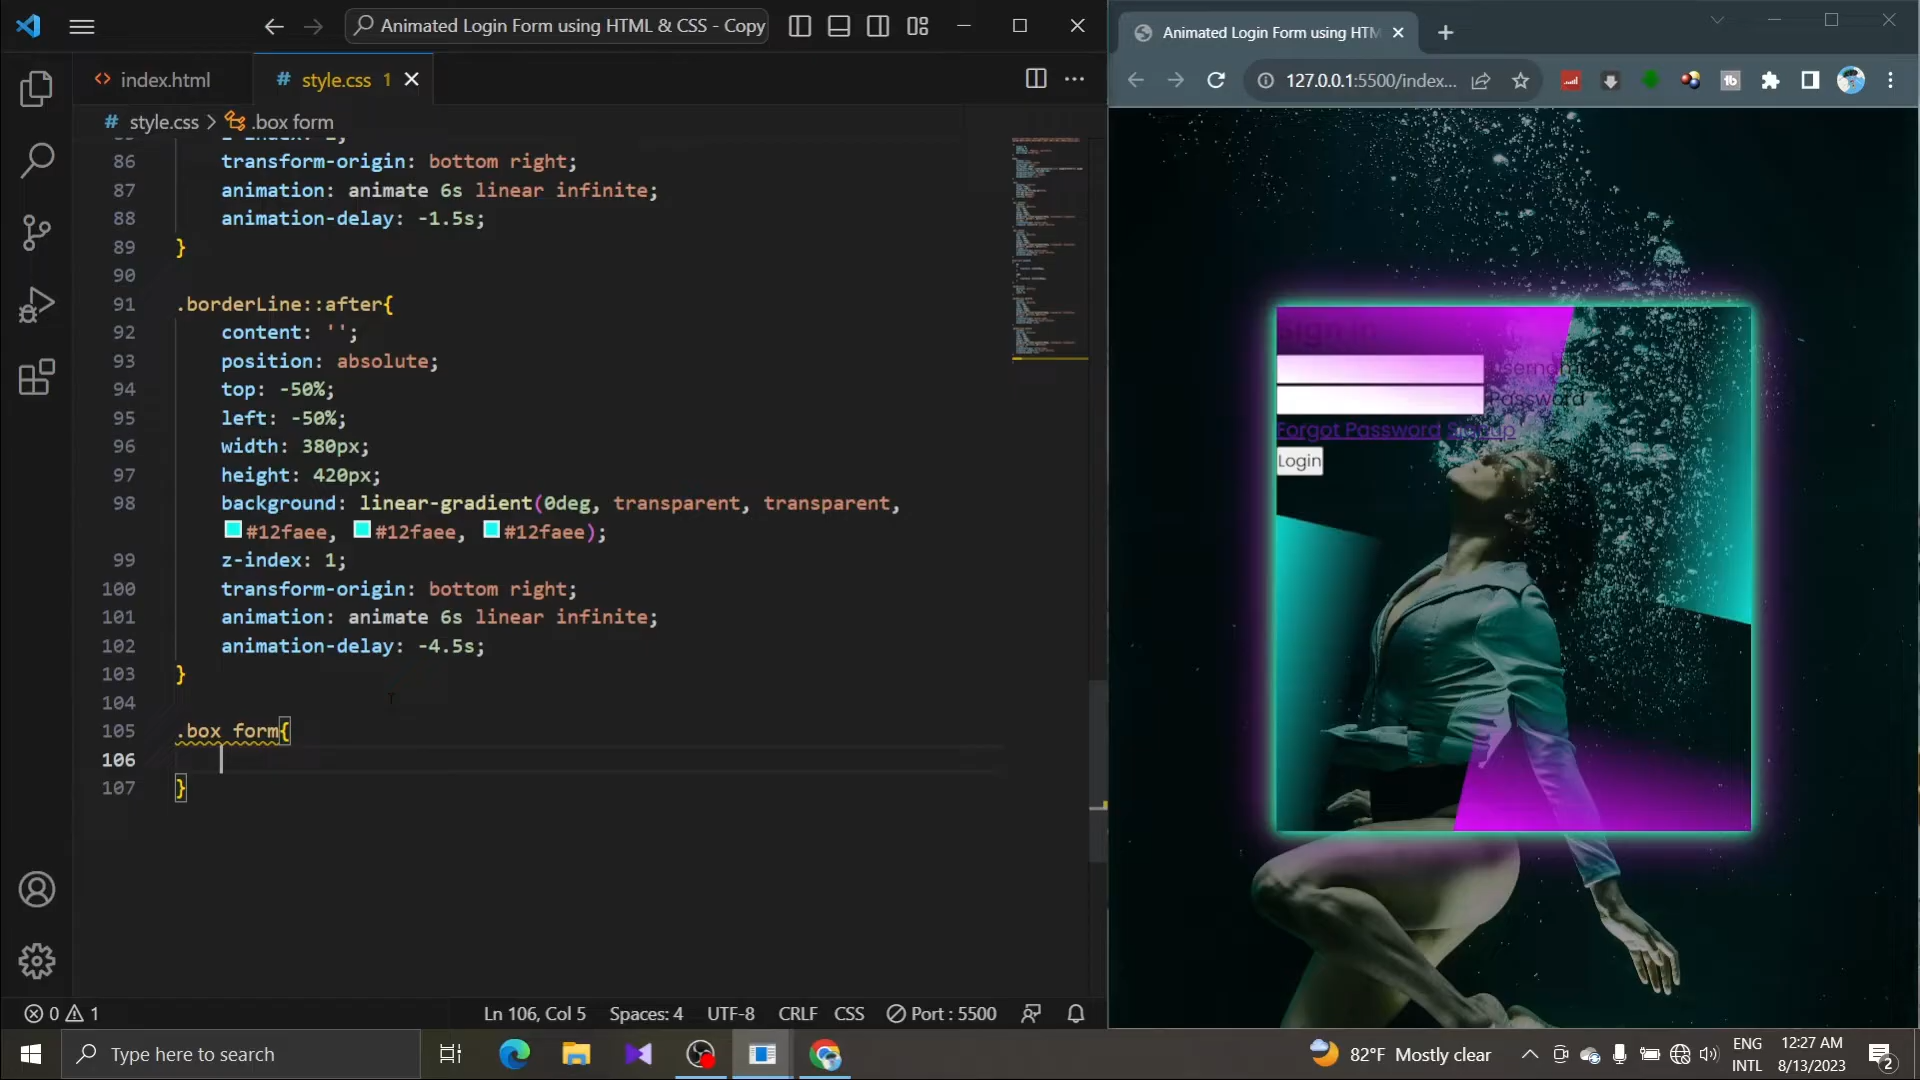 Animated Login Form using HTML & CSS - Copy
index.html
# style.css 1
# style.css > .box form
86 transform-origin: bottom right;
87 animation: animate 6s linear infinite;
88 animation-delay: -1.5s;
89 }
90
91 .borderLine::after{
92 content: '';
93 position: absolute;
94 top: -50%;
95 left: -50%;
96 width: 380px;
97 height: 420px;
98 background: linear-gradient(0deg, transparent, transparent,
#12faee, #12faee, #12faee);
99 z-index: 1;
100 transform-origin: bottom right;
101 animation: animate 6s linear infinite;
102 animation-delay: -4.5s;
103 }
104
105 .box form{
106
107 }
0 1
Ln 106, Col 5 Spaces: 4 UTF-8 CRLF CSS Port : 5500
Animated Login Form using HTM
127.0.0.1:5500/index...
Sign in
Username
Password
Forgot Password Signup
Login
Type here to search
82°F Mostly clear
ENG
INTL
12:27 AM
8/13/2023
2